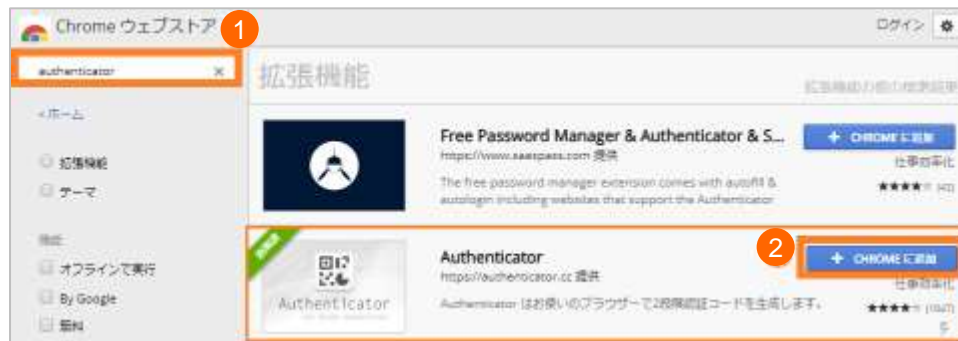 Chrome ウェブストア
1
ログイン
authenticator ×
拡張機能
<ホーム
拡張機能
テーマ
機能
オフラインで実行
By Google
無料
Free Password Manager & Authenticator & S...
https://www.saaspass.com 提供
The free password manager extension comes with autofill &
autologin including websites that support the Authenticator
+ CHROME に追加
仕事効率化
Authenticator
Authenticator
https://authenticator.cc 提供
Authenticator はお使いのブラウザーで2段階認証コードを生成します。
2
+ CHROME に追加
仕事効率化